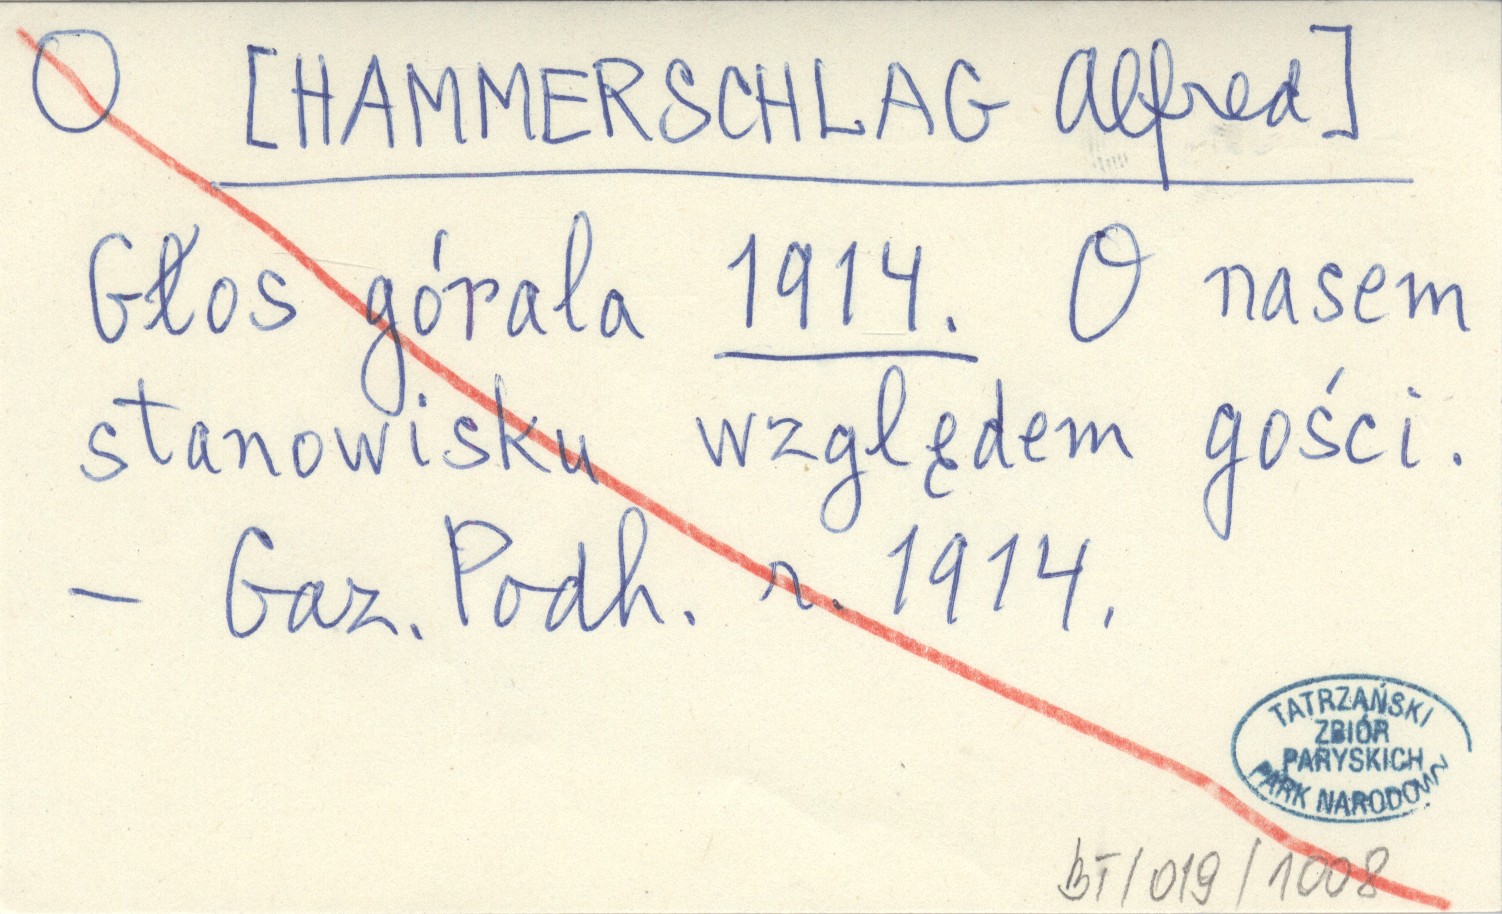 O [HAMMERSCHLAG Alfred]
Głos górala 1914. O nasem
stanowisku względem gości.
– Gaz. Podh. r. 1914.
TATRZAŃSKI
ZBIÓR
PARYSKICH
PARK NARODOWY
BT/019/1008